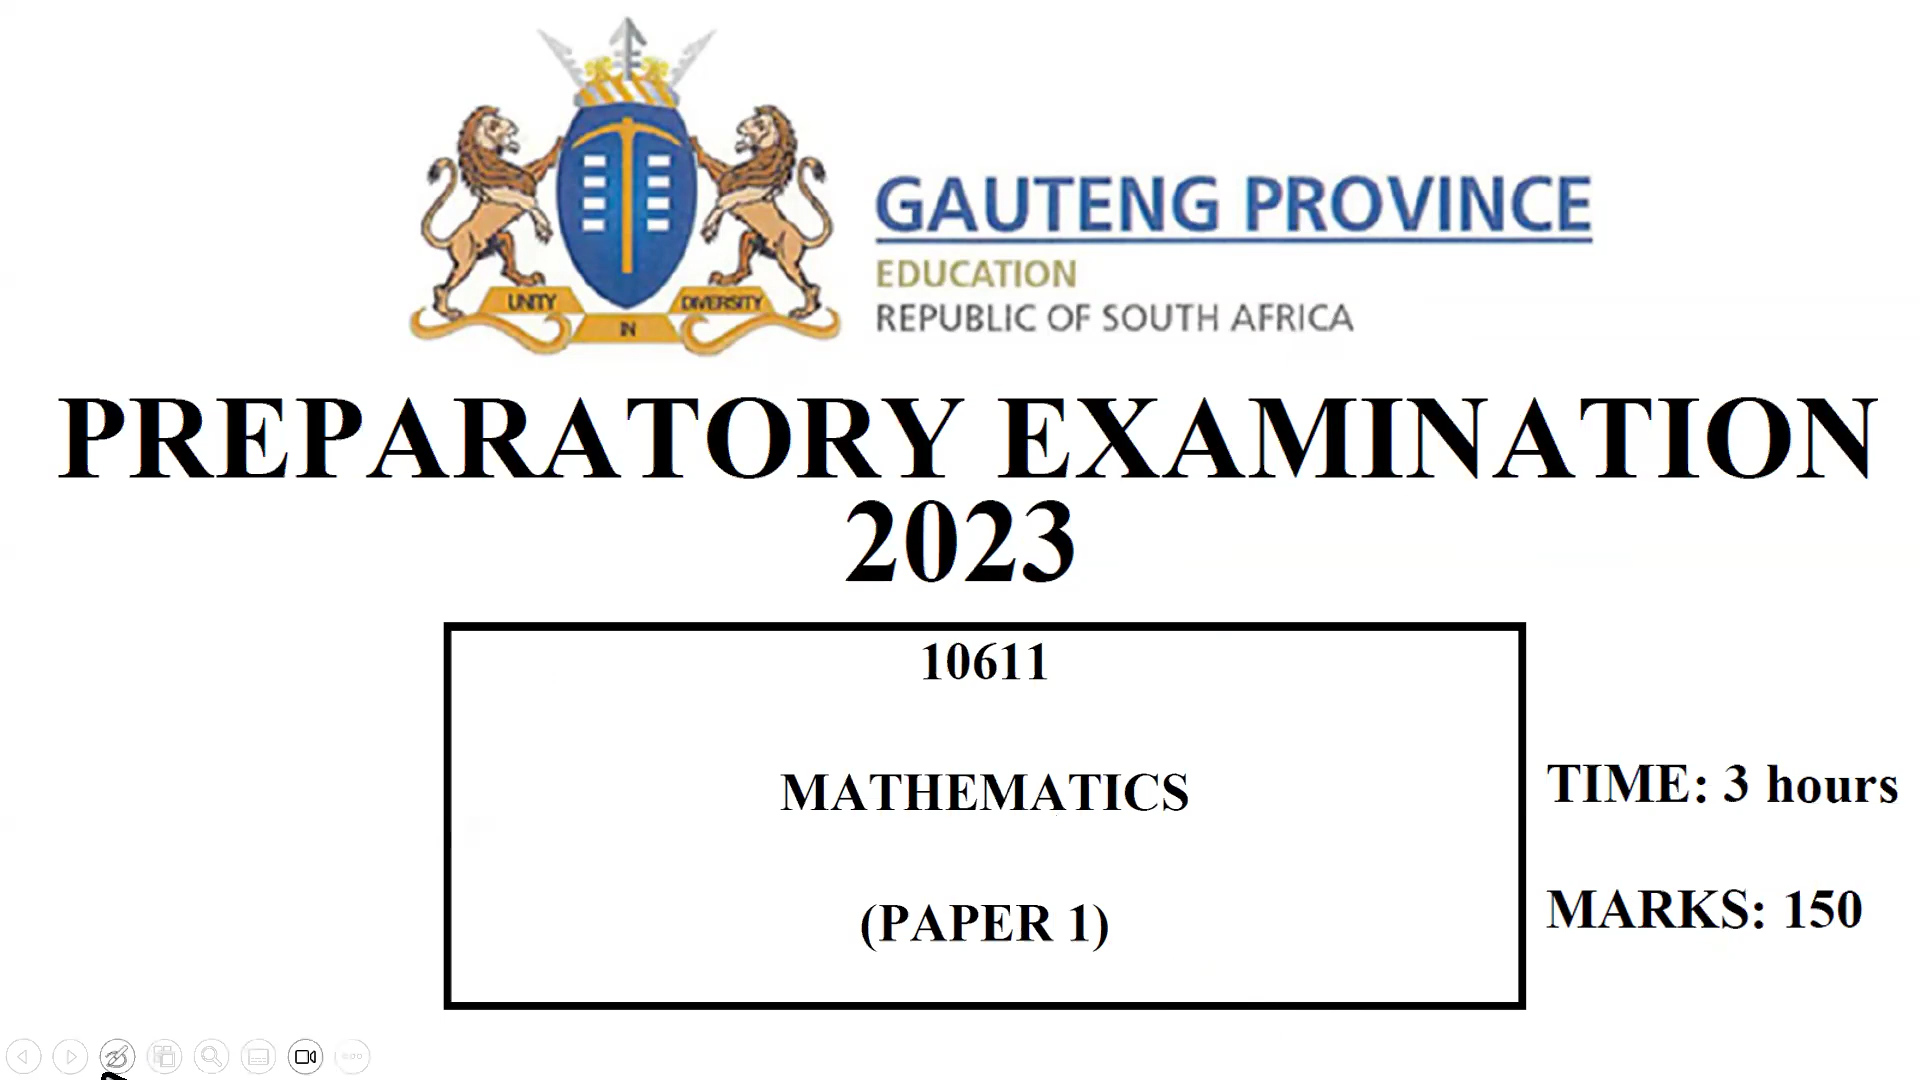 UNITY
IN
DIVERSITY
GAUTENG PROVINCE
EDUCATION
REPUBLIC OF SOUTH AFRICA
PREPARATORY EXAMINATION
2023
10611
MATHEMATICS
(PAPER 1)
TIME: 3 hours
MARKS: 150